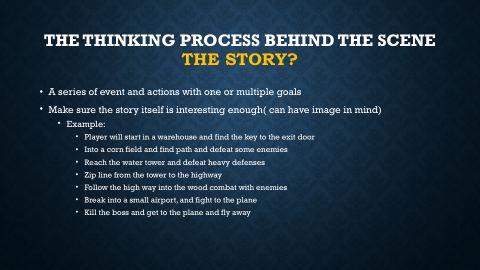 THE THINKING PROCESS BEHIND THE SCENE
THE STORY?
• A series of event and actions with one or multiple goals
• Make sure the story itself is interesting enough( can have image in mind)
• Example:
• Player will start in a warehouse and find the key to the exit door
• Into a corn field and find path and defeat some enemies
• Reach the water tower and defeat heavy defenses
• Zip line from the tower to the highway
• Follow the high way into the wood combat with enemies
• Break into a small airport, and fight to the plane
• Kill the boss and get to the plane and fly away